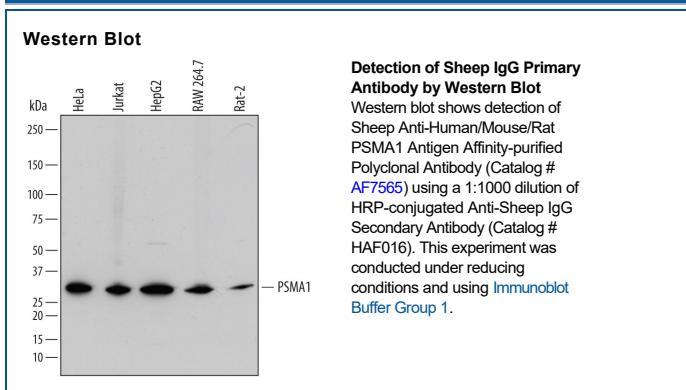 Western Blot
kDa
HeLa
Jurkat
HepG2
RAW 264.7
Rat-2
250
150
100
75
50
37
25
20
15
10
PSMA1
Detection of Sheep IgG Primary
Antibody by Western Blot
Western blot shows detection of
Sheep Anti-Human/Mouse/Rat
PSMA1 Antigen Affinity-purified
Polyclonal Antibody (Catalog #
AF7565) using a 1:1000 dilution of
HRP-conjugated Anti-Sheep IgG
Secondary Antibody (Catalog #
HAF016). This experiment was
conducted under reducing
conditions and using Immunoblot
Buffer Group 1.